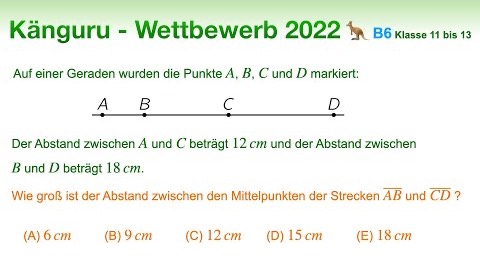 Känguru - Wettbewerb 2022 B6 Klasse 11 bis 13
Auf einer Geraden wurden die Punkte A, B, C und D markiert:
A B C D
Der Abstand zwischen A und C beträgt 12 cm und der Abstand zwischen
B und D beträgt 18 cm.
Wie groß ist der Abstand zwischen den Mittelpunkten der Strecken A̅B̅ und C̅D̅ ?
(A) 6 cm (B) 9 cm (C) 12 cm (D) 15 cm (E) 18 cm